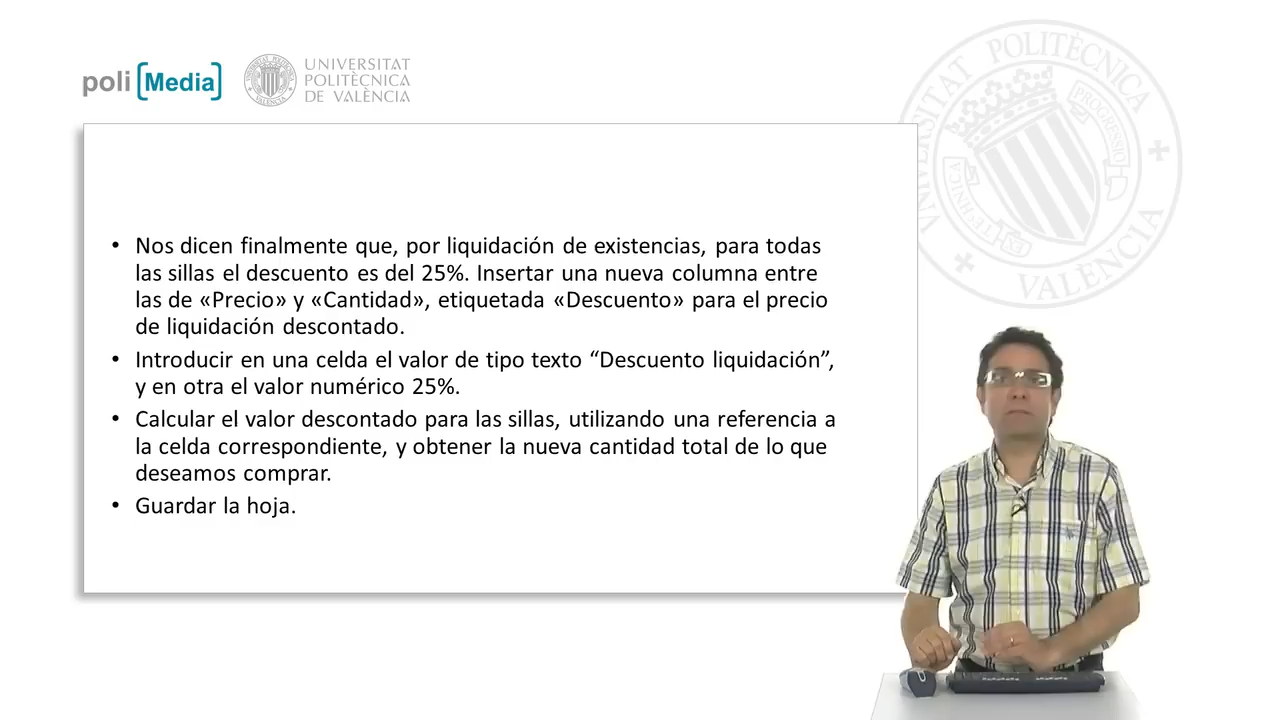 poli [Media]
UNIVERSITAT
POLITÈCNICA
DE VALÈNCIA
UNIVERSITAT POLITÈCNICA
VALÈNCIA
PROGRESSIO
• Nos dicen finalmente que, por liquidación de existencias, para todas
las sillas el descuento es del 25%. Insertar una nueva columna entre
las de «Precio» y «Cantidad», etiquetada «Descuento» para el precio
de liquidación descontado.
• Introducir en una celda el valor de tipo texto “Descuento liquidación”,
y en otra el valor numérico 25%.
• Calcular el valor descontado para las sillas, utilizando una referencia a
la celda correspondiente, y obtener la nueva cantidad total de lo que
deseamos comprar.
• Guardar la hoja.